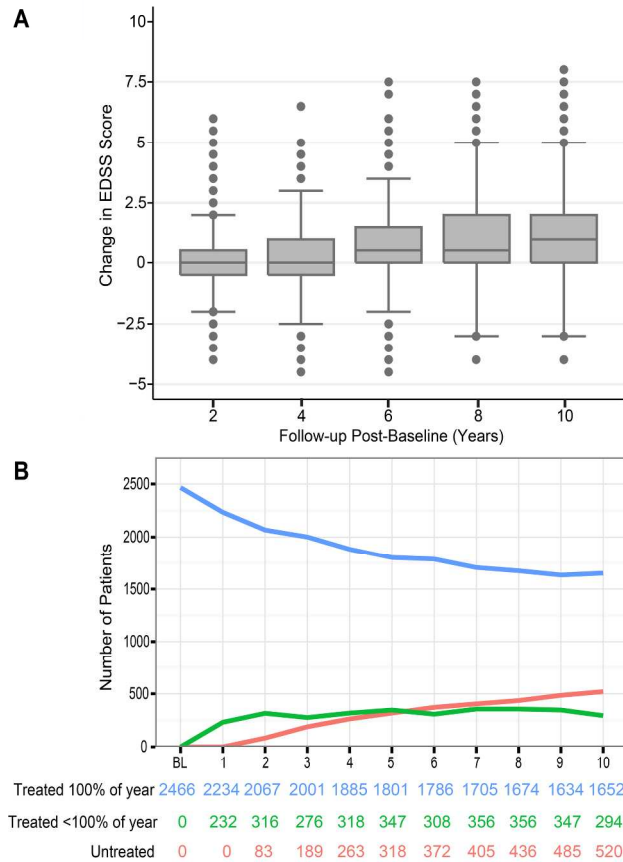 A
Change in EDSS Score
10
7.5
5
2.5
0
−2.5
−5
2 4 6 8 10
Follow-up Post-Baseline (Years)
B
Number of Patients
2500
2000
1500
1000
500
0
BL 1 2 3 4 5 6 7 8 9 10
Treated 100% of year 2466 2234 2067 2001 1885 1801 1786 1705 1674 1634 1652
Treated <100% of year 0 232 316 276 318 347 308 356 356 347 294
Untreated 0 0 83 189 263 318 372 405 436 485 520